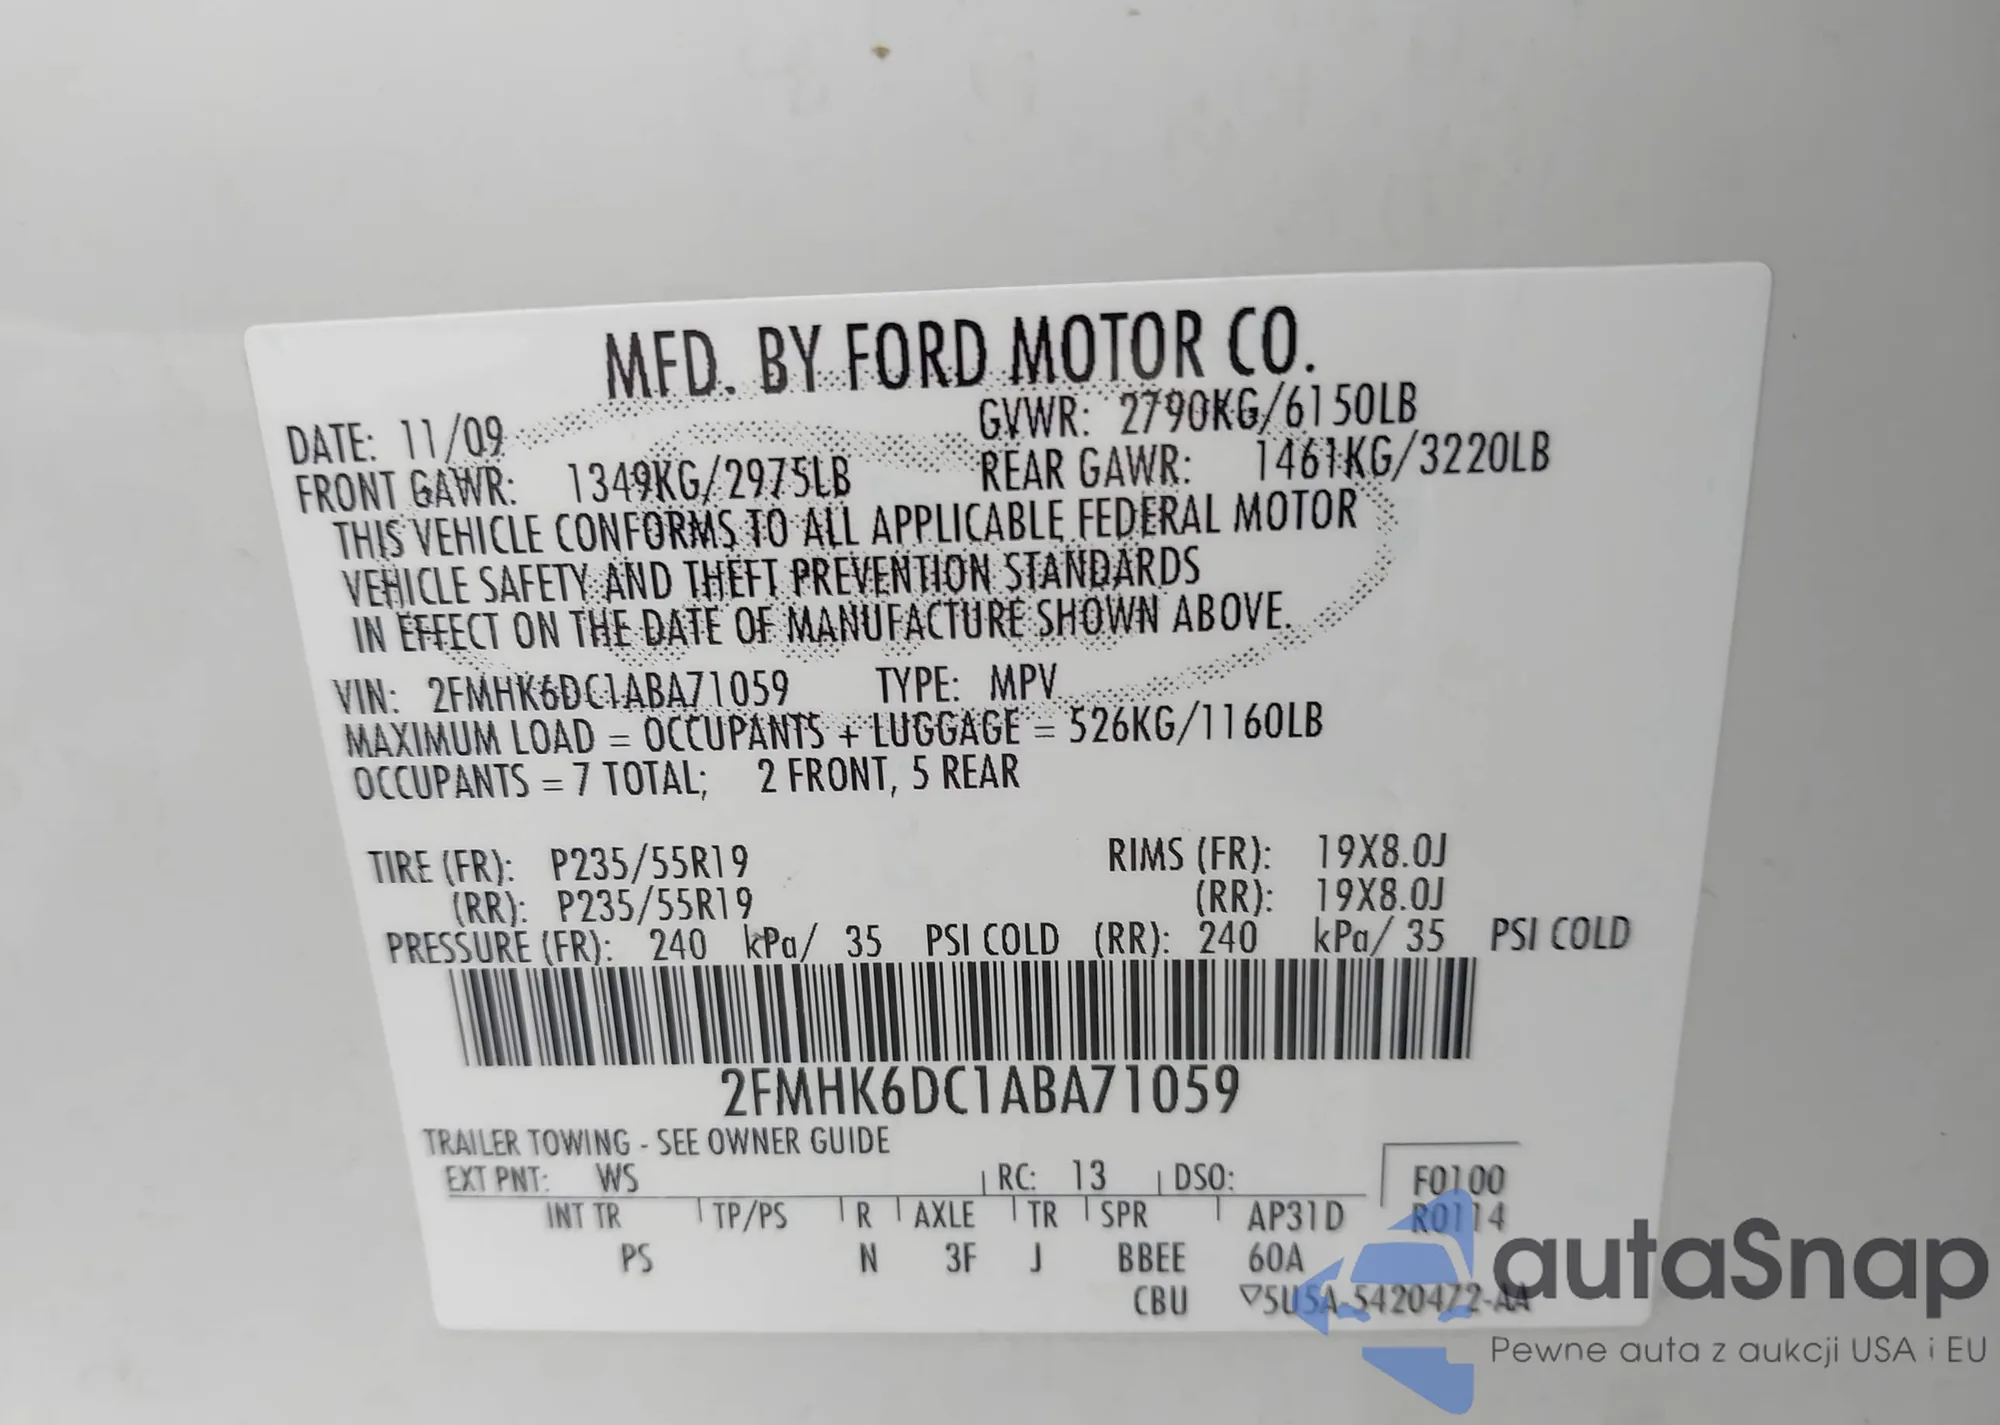 MFD. BY FORD MOTOR CO.
DATE: 11/09 GVWR: 2790KG/6150LB
FRONT GAWR: 1349KG/2975LB REAR GAWR: 1461KG/3220LB
THIS VEHICLE CONFORMS TO ALL APPLICABLE FEDERAL MOTOR
VEHICLE SAFETY AND THEFT PREVENTION STANDARDS
IN EFFECT ON THE DATE OF MANUFACTURE SHOWN ABOVE.
VIN: 2FMHK6DC1ABA71059 TYPE: MPV
MAXIMUM LOAD = OCCUPANTS + LUGGAGE = 526KG/1160LB
OCCUPANTS = 7 TOTAL; 2 FRONT, 5 REAR
TIRE (FR): P235/55R19 RIMS (FR): 19X8.0J
(RR): P235/55R19 (RR): 19X8.0J
PRESSURE (FR): 240 kPa/ 35 PSI COLD (RR): 240 kPa/ 35 PSI COLD
2FMHK6DC1ABA71059
TRAILER TOWING - SEE OWNER GUIDE
EXT PNT: WS RC: 13 DSO: F0100
INT TR TP/PS R AXLE TR SPR AP31D R0114
PS N 3F J BBEE 60A
CBU ▽5U5A-5420472-AA
autaSnap
Pewne auta z aukcji USA i EU